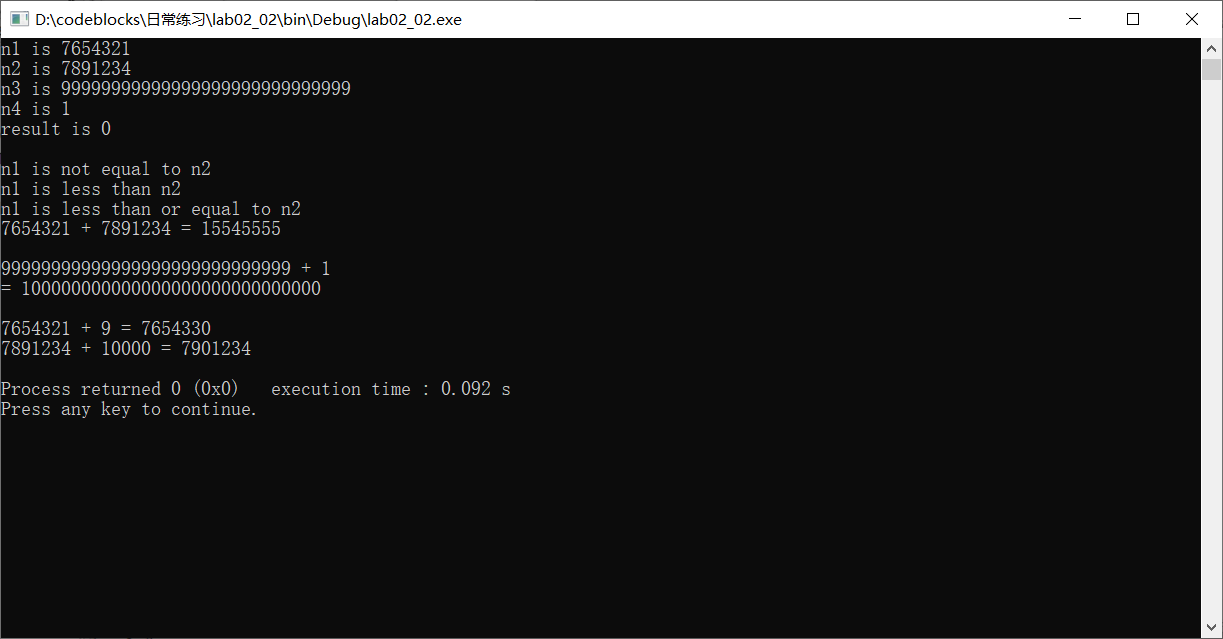 D:\codeblocks\日常练习\lab02_02\bin\Debug\lab02_02.exe
n1 is 7654321
n2 is 7891234
n3 is 99999999999999999999999999999
n4 is 1
result is 0
n1 is not equal to n2
n1 is less than n2
n1 is less than or equal to n2
7654321 + 7891234 = 15545555
99999999999999999999999999999 + 1
= 100000000000000000000000000000
7654321 + 9 = 7654330
7891234 + 10000 = 7901234
Process returned 0 (0x0)   execution time : 0.092 s
Press any key to continue.